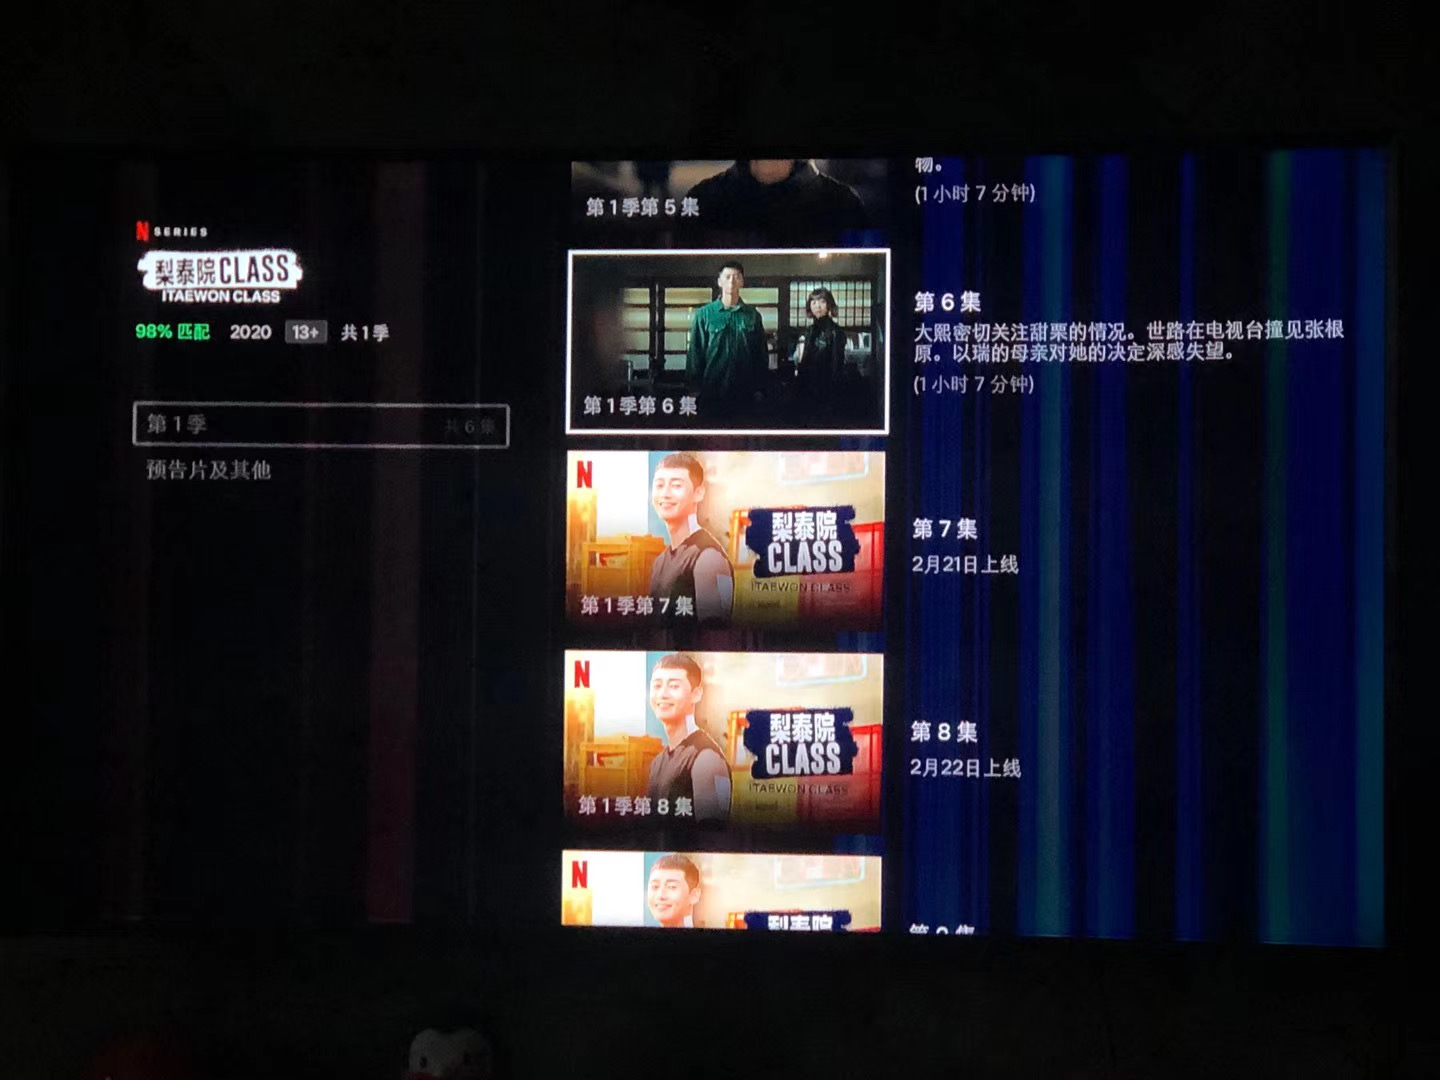 N SERIES
梨泰院CLASS
ITAEWON CLASS
98% 匹配 2020 13+ 共1季
第1季 共6集
预告片及其他
第1季第5集
物。
(1小时7分钟)
第1季第6集
第6集
大熙密切关注甜栗的情况。世路在电视台撞见张根
原。以瑞的母亲对她的决定深感失望。
(1小时7分钟)
N
梨泰院
CLASS
ITAEWON CLASS
第1季第7集
第7集
2月21日上线
N
梨泰院
CLASS
ITAEWON CLASS
第1季第8集
第8集
2月22日上线
N
梨泰院